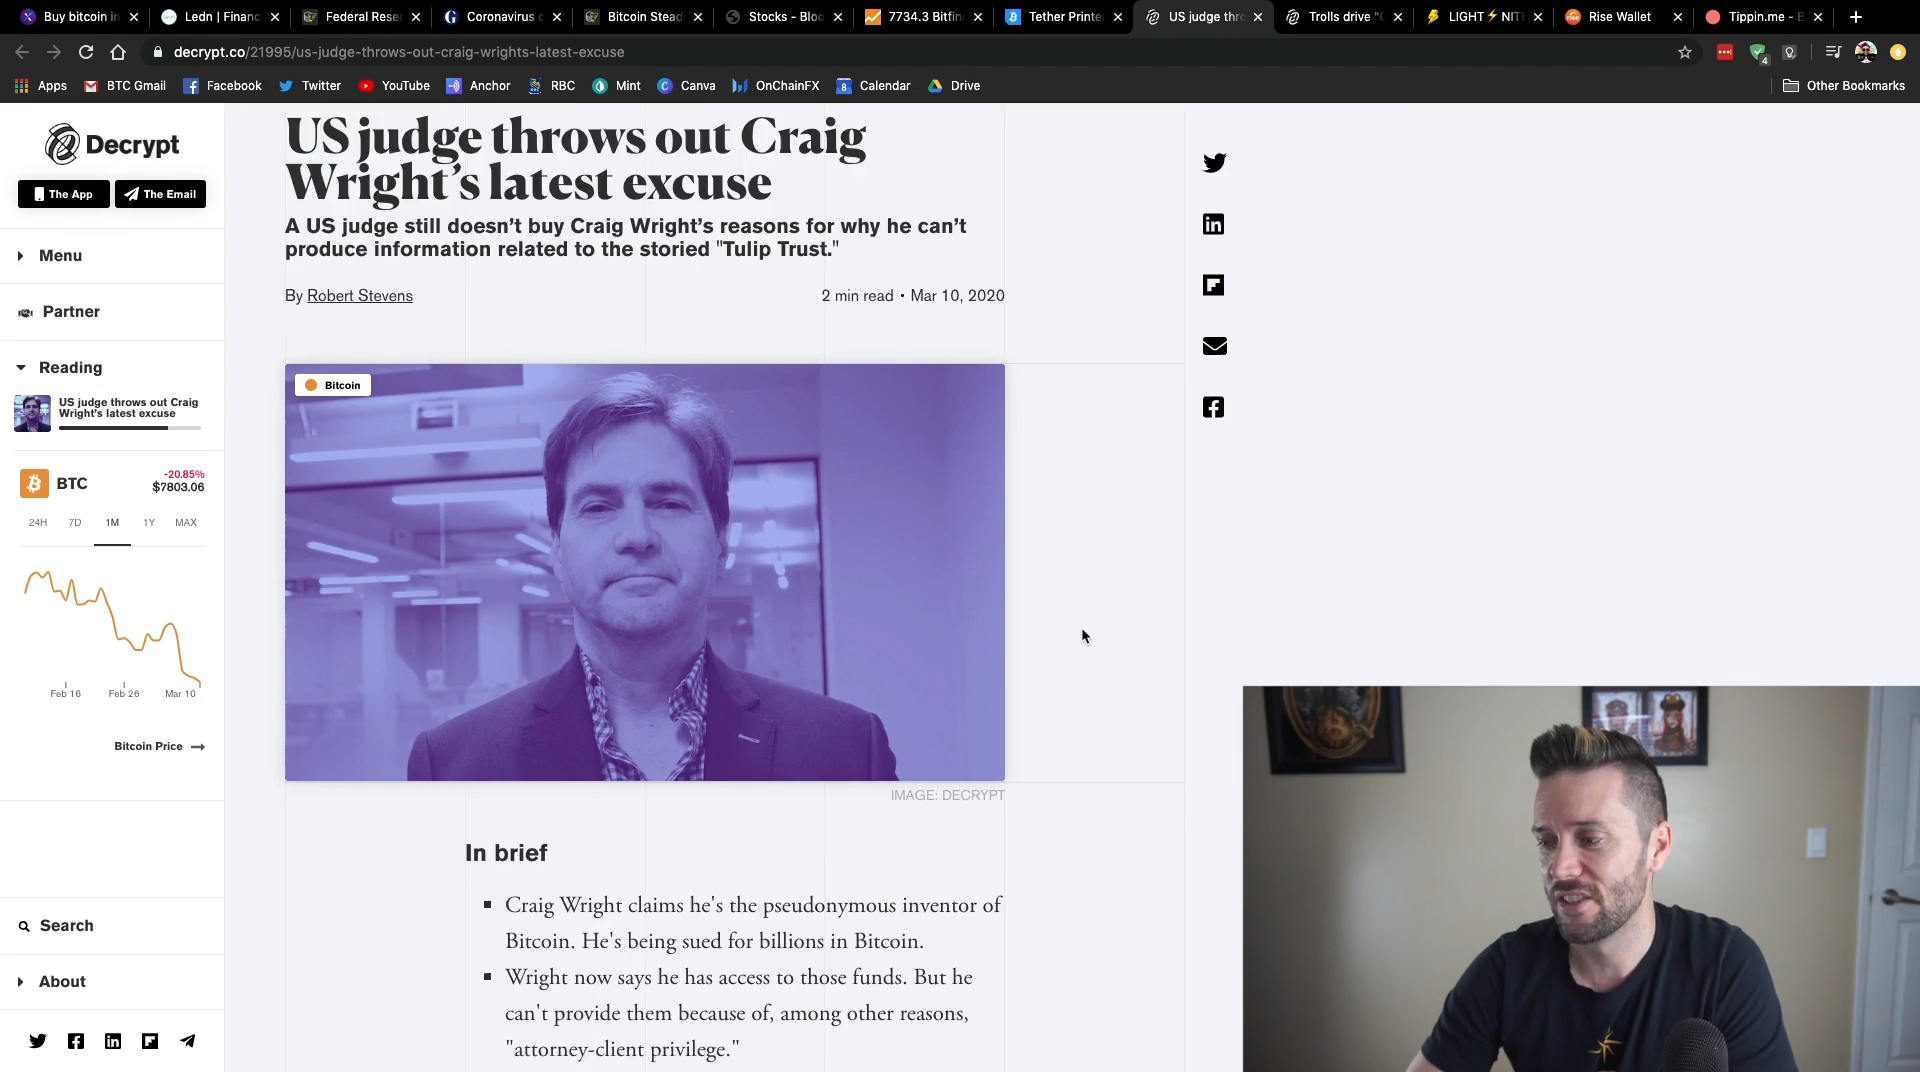 Buy bitcoin in
Ledn | Financ
Federal Reser
Coronavirus c
Bitcoin Stead
Stocks - Bloo
7734.3 Bitfin
Tether Printe
US judge thro
Trolls drive "C
LIGHT⚡NIT
Rise Wallet
Tippin.me - B
decrypt.co/21995/us-judge-throws-out-craig-wrights-latest-excuse
4
Apps
BTC Gmail
Facebook
Twitter
YouTube
Anchor
RBC
Mint
Canva
OnChainFX
8
Calendar
Drive
Other Bookmarks
Decrypt
The App
The Email
Menu
Partner
Reading
US judge throws out Craig
Wright's latest excuse
BTC
-20.85%
$7803.06
24H 7D 1M 1Y MAX
Feb 16 Feb 26 Mar 10
Bitcoin Price →
Search
About
US judge throws out Craig
Wright’s latest excuse
A US judge still doesn’t buy Craig Wright’s reasons for why he can’t
produce information related to the storied "Tulip Trust."
By Robert Stevens
2 min read • Mar 10, 2020
Bitcoin
IMAGE: DECRYPT
In brief
▪ Craig Wright claims he's the pseudonymous inventor of
Bitcoin. He's being sued for billions in Bitcoin.
▪ Wright now says he has access to those funds. But he
can't provide them because of, among other reasons,
"attorney-client privilege."